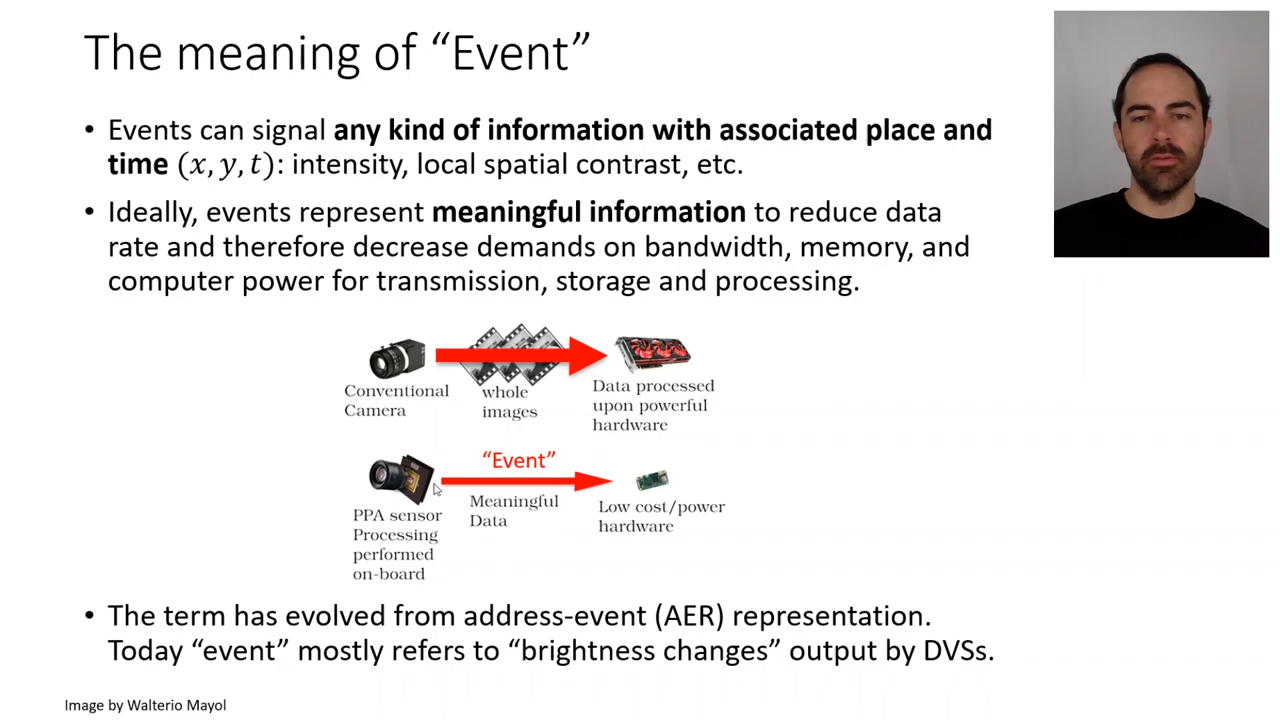 The meaning of “Event”
• Events can signal any kind of information with associated place and
time (x, y, t): intensity, local spatial contrast, etc.
• Ideally, events represent meaningful information to reduce data
rate and therefore decrease demands on bandwidth, memory, and
computer power for transmission, storage and processing.
Conventional
Camera
whole
images
Data processed
upon powerful
hardware
“Event”
PPA sensor
Processing
performed
on-board
Meaningful
Data
Low cost/power
hardware
• The term has evolved from address-event (AER) representation.
Today “event” mostly refers to “brightness changes” output by DVSs.
Image by Walterio Mayol